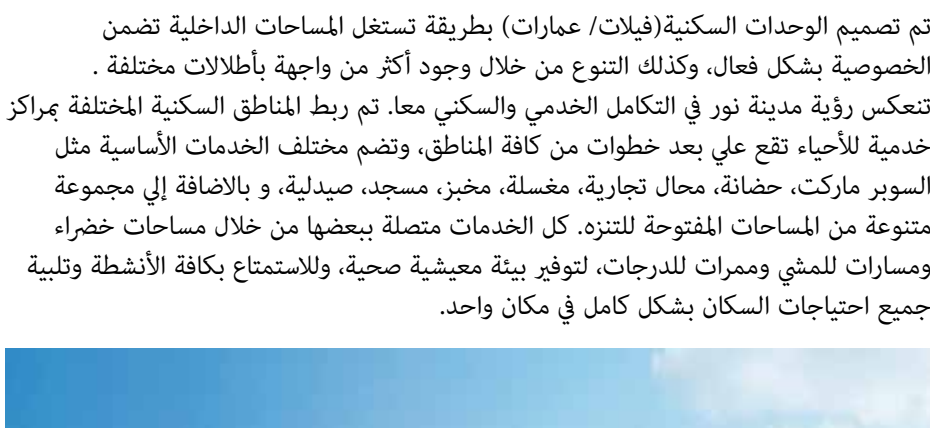 تم تصميم الوحدات السكنية(فيلات/ عمارات) بطريقة تستغل المساحات الداخلية تضمن
الخصوصية بشكل فعال، وكذلك التنوع من خلال وجود أكثر من واجهة بأطلالات مختلفة .
تنعكس رؤية مدينة نور في التكامل الخدمي والسكني معا. تم ربط المناطق السكنية المختلفة بمراكز
خدمية للأحياء تقع علي بعد خطوات من كافة المناطق، وتضم مختلف الخدمات الأساسية مثل
السوبر ماركت، حضانة، محال تجارية، مغسلة، مخبز، مسجد، صيدلية، و بالاضافة إلي مجموعة
متنوعة من المساحات المفتوحة للتنزه. كل الخدمات متصلة ببعضها من خلال مساحات خضراء
ومسارات للمشي وممرات للدرجات، لتوفير بيئة معيشية صحية، وللاستمتاع بكافة الأنشطة وتلبية
جميع احتياجات السكان بشكل كامل في مكان واحد.